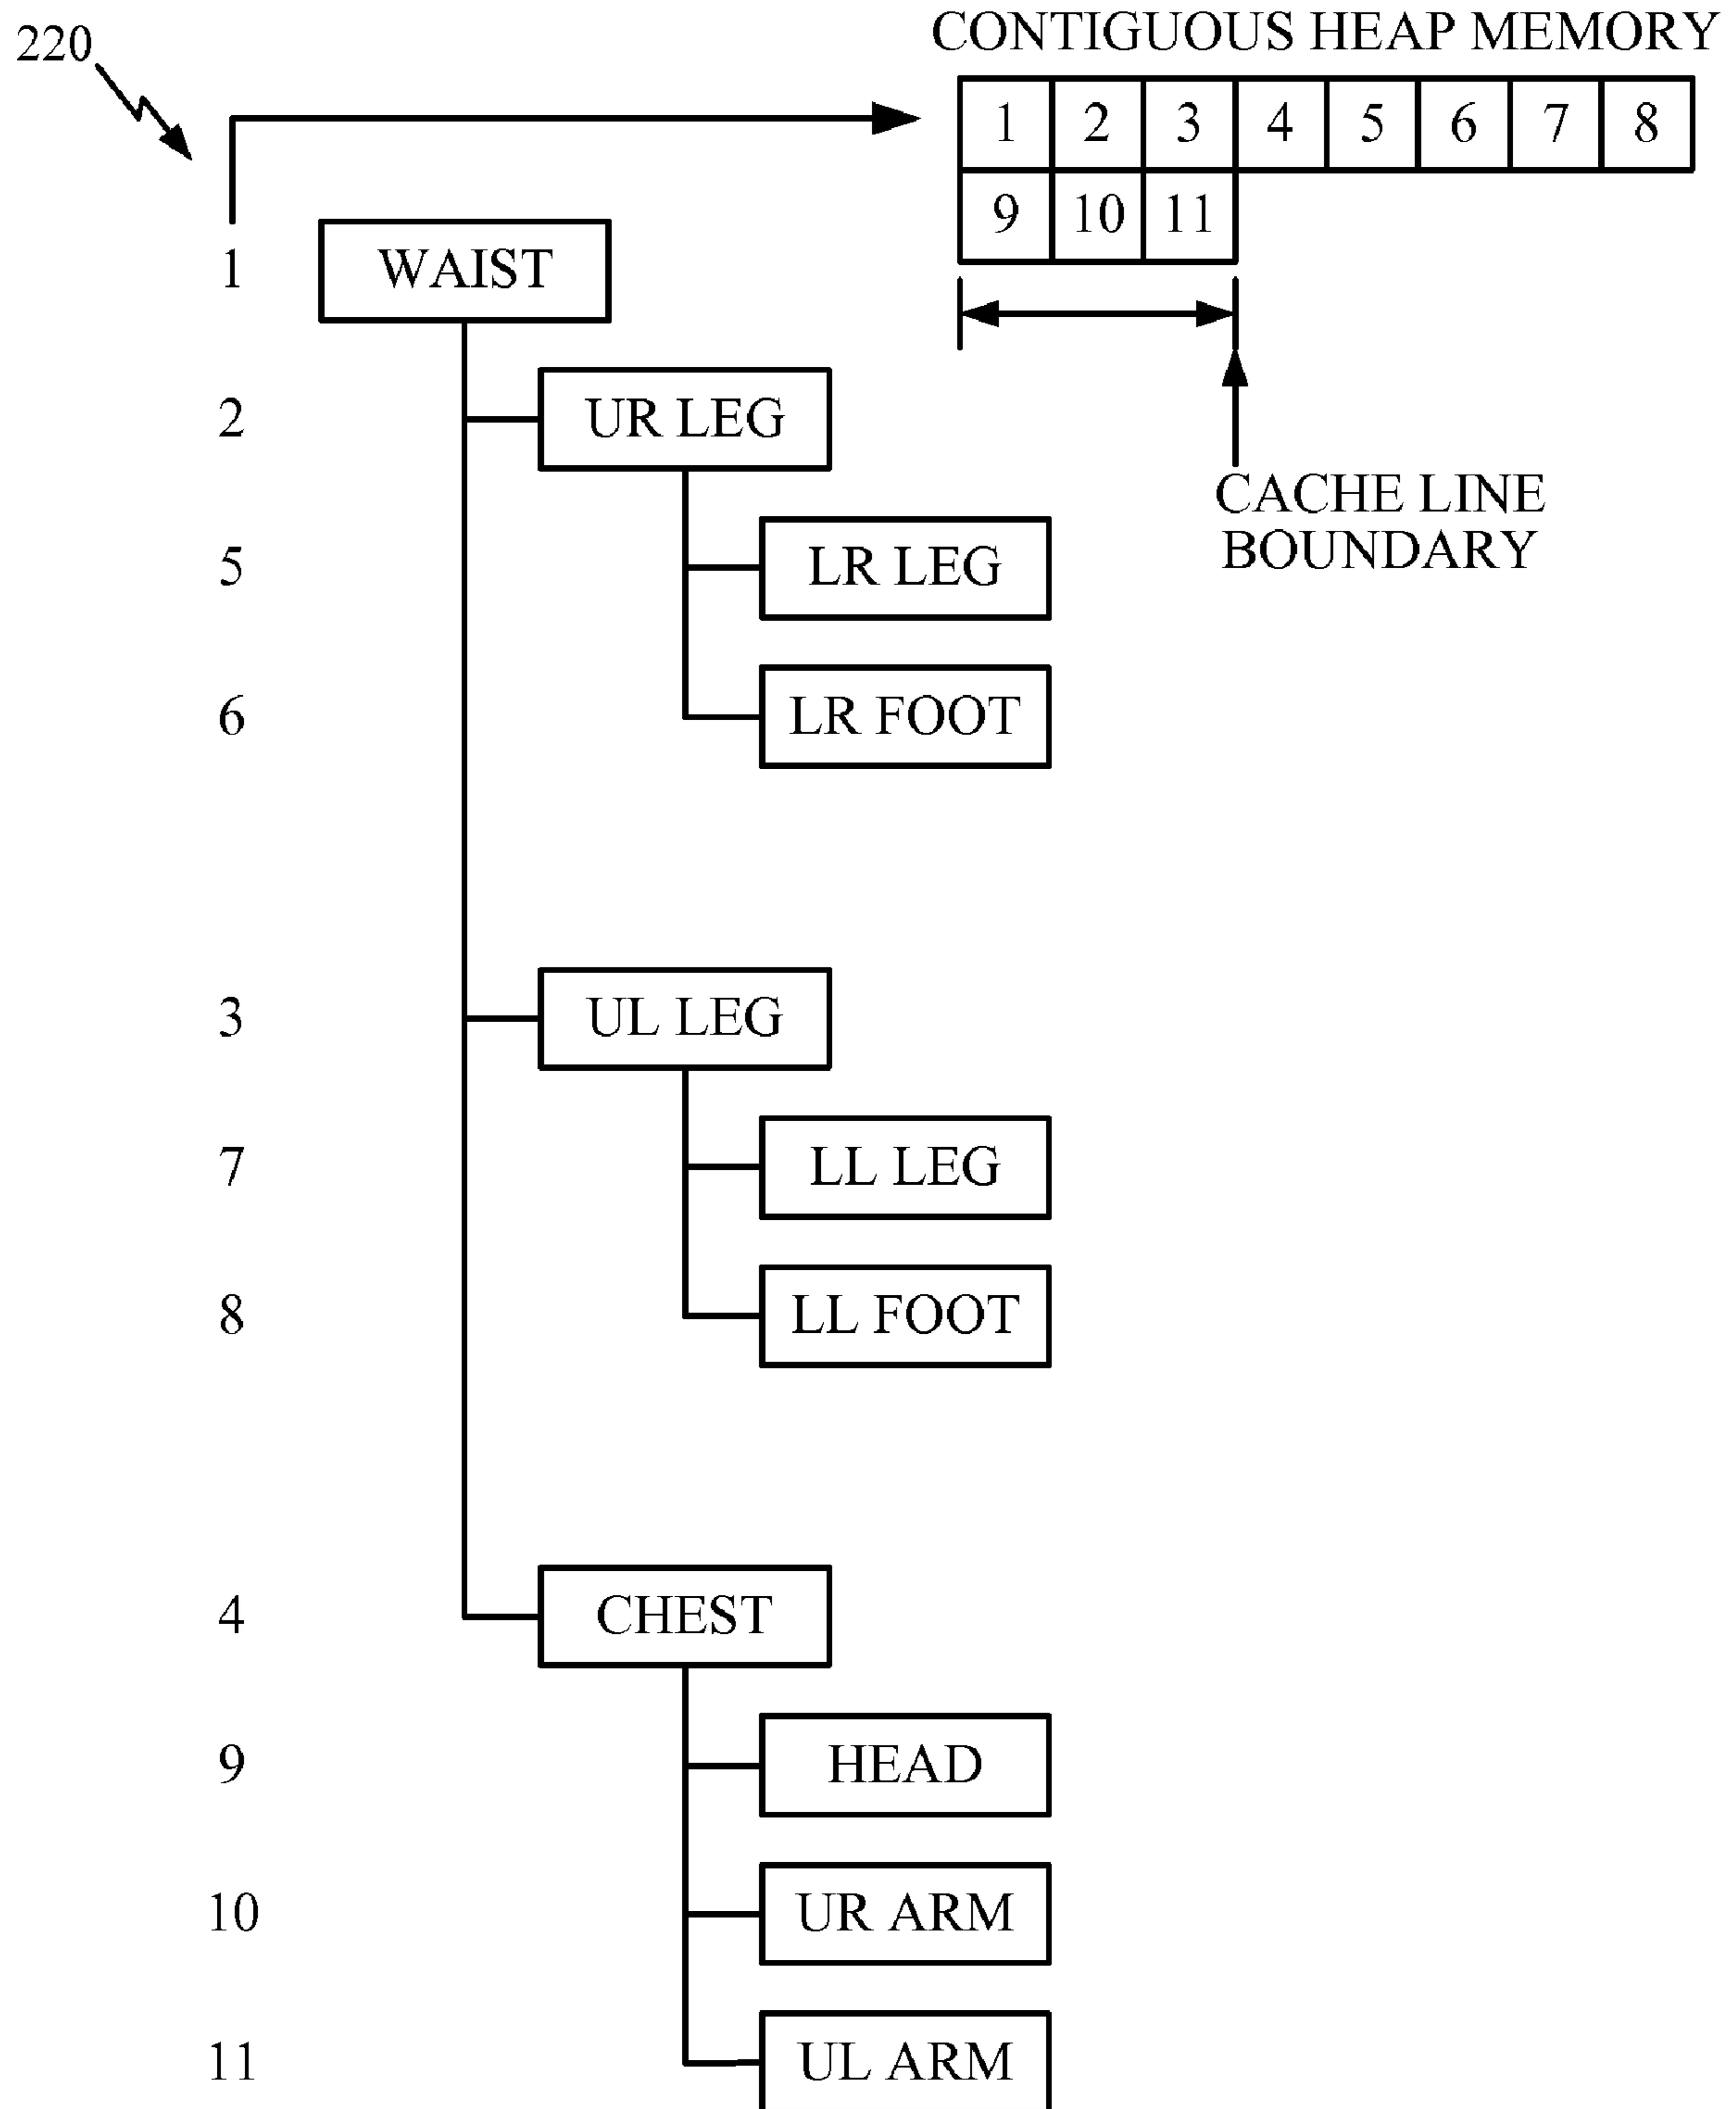 220
CONTIGUOUS HEAP MEMORY
1 2 3 4 5 6 7 8
9 10 11
CACHE LINE
BOUNDARY
1 WAIST
2 UR LEG
5 LR LEG
6 LR FOOT
3 UL LEG
7 LL LEG
8 LL FOOT
4 CHEST
9 HEAD
10 UR ARM
11 UL ARM